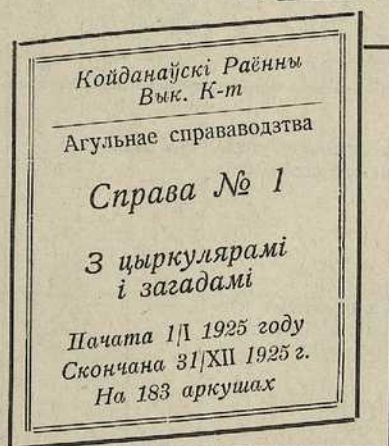 Койданаўскі Раённы
Вык. К-т
Агульнае справаводзтва
Справа № 1
З цыркулярамі
і загадамі
Пачата 1/I 1925 году
Скончана 31/XII 1925 г.
На 183 аркушах